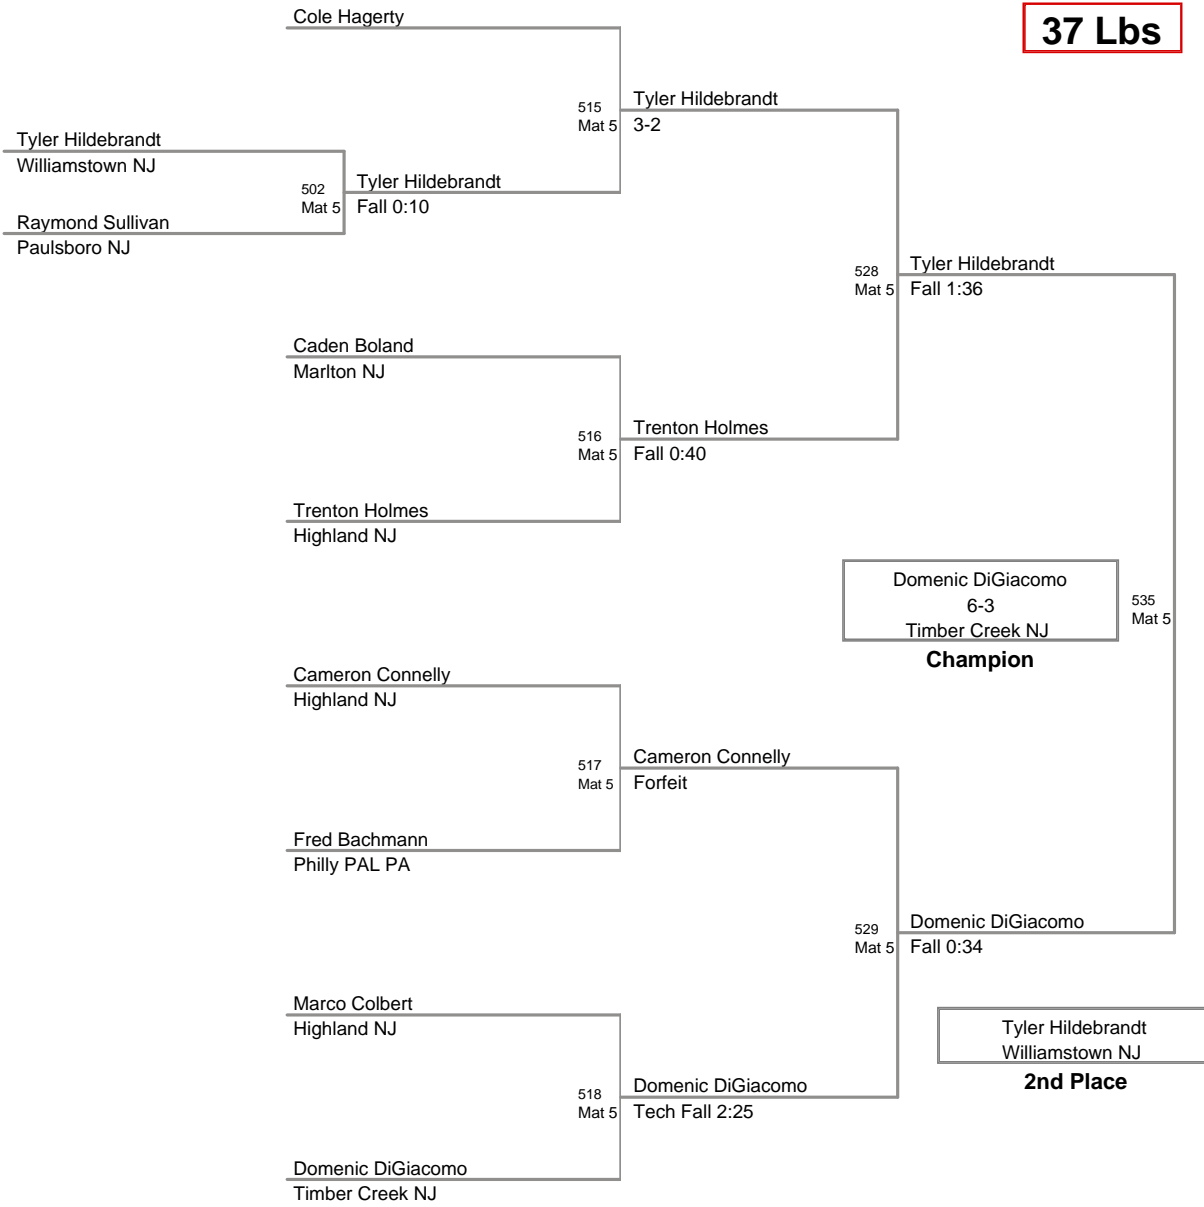 Cole Hagerty
37 Lbs
515
Mat 5
Tyler Hildebrandt
3-2
Tyler Hildebrandt
Williamstown NJ
502
Mat 5
Tyler Hildebrandt
Fall 0:10
Raymond Sullivan
Paulsboro NJ
528
Mat 5
Tyler Hildebrandt
Fall 1:36
Caden Boland
Marlton NJ
516
Mat 5
Trenton Holmes
Fall 0:40
Trenton Holmes
Highland NJ
Domenic DiGiacomo
6-3
Timber Creek NJ
Champion
535
Mat 5
Cameron Connelly
Highland NJ
517
Mat 5
Cameron Connelly
Forfeit
Fred Bachmann
Philly PAL PA
529
Mat 5
Domenic DiGiacomo
Fall 0:34
Marco Colbert
Highland NJ
Tyler Hildebrandt
Williamstown NJ
2nd Place
518
Mat 5
Domenic DiGiacomo
Tech Fall 2:25
Domenic DiGiacomo
Timber Creek NJ